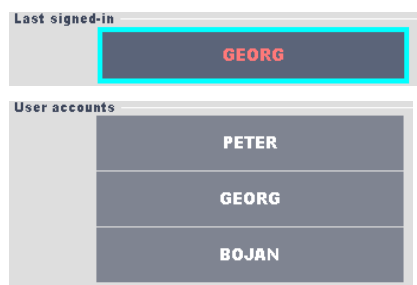 Last signed-in
GEORG
User accounts
PETER
GEORG
BOJAN